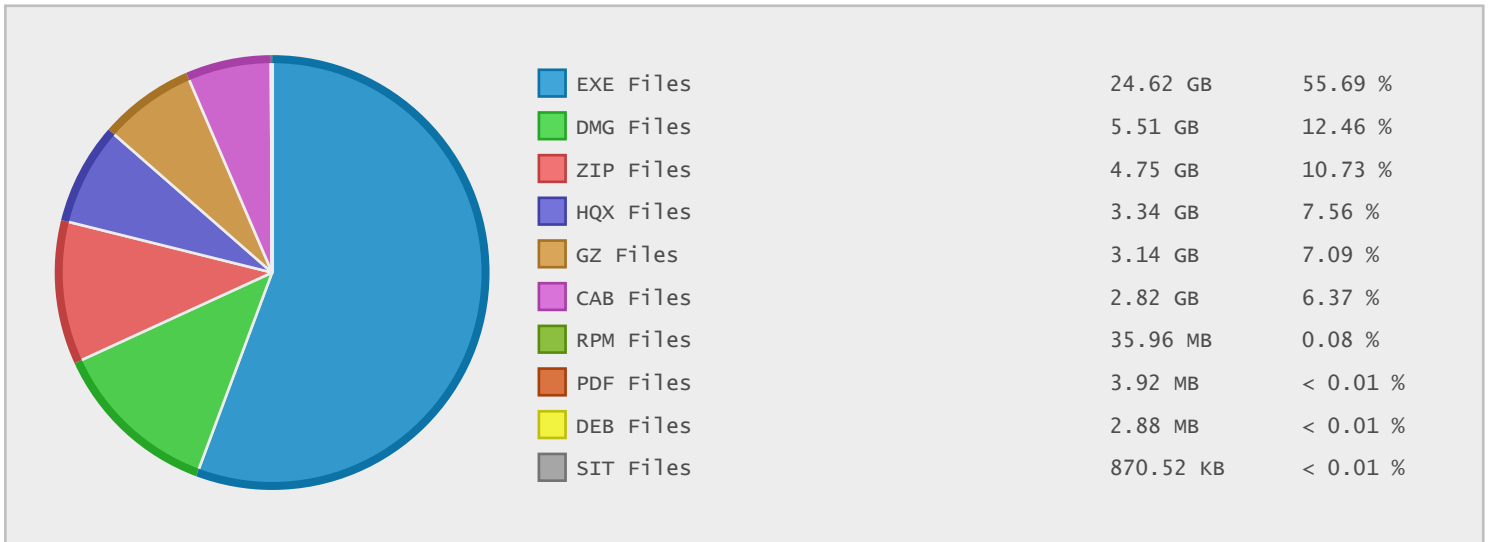 EXE Files 24.62 GB 55.69 %
DMG Files 5.51 GB 12.46 %
ZIP Files 4.75 GB 10.73 %
HQX Files 3.34 GB 7.56 %
GZ Files 3.14 GB 7.09 %
CAB Files 2.82 GB 6.37 %
RPM Files 35.96 MB 0.08 %
PDF Files 3.92 MB < 0.01 %
DEB Files 2.88 MB < 0.01 %
SIT Files 870.52 KB < 0.01 %